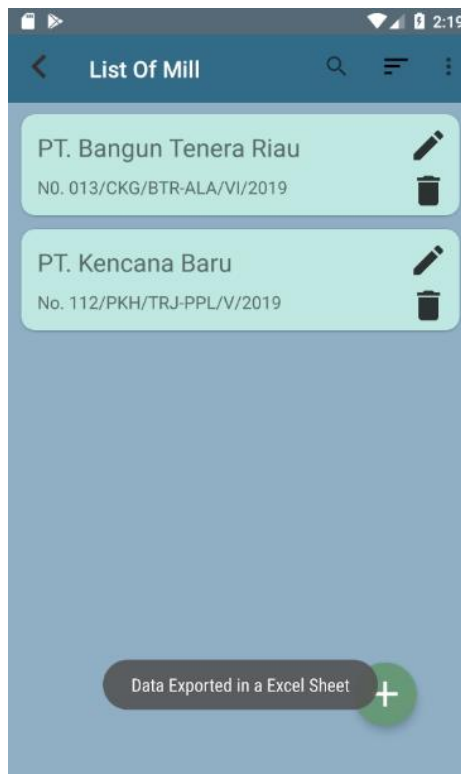 2:19
List Of Mill
PT. Bangun Tenera Riau
N0. 013/CKG/BTR-ALA/VI/2019
PT. Kencana Baru
No. 112/PKH/TRJ-PPL/V/2019
Data Exported in a Excel Sheet